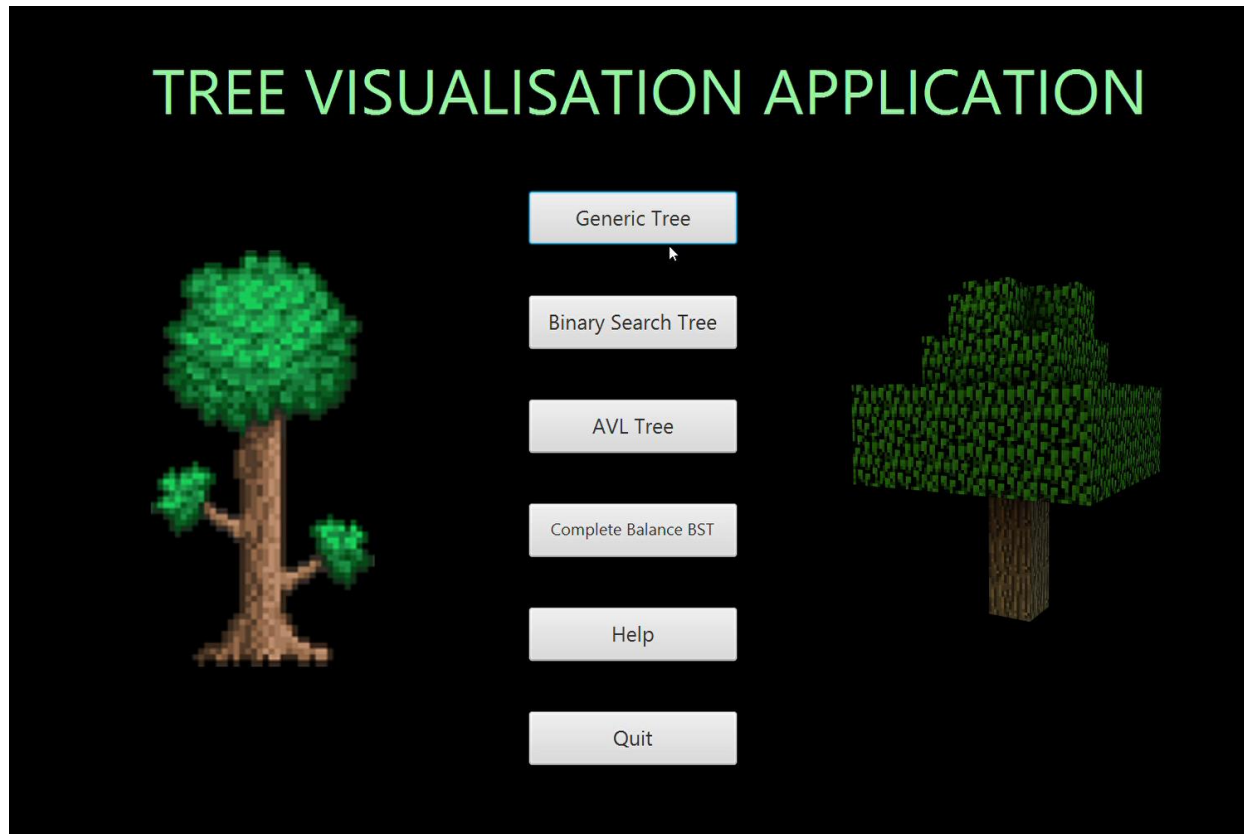 TREE VISUALISATION APPLICATION
Generic Tree
Binary Search Tree
AVL Tree
Complete Balance BST
Help
Quit